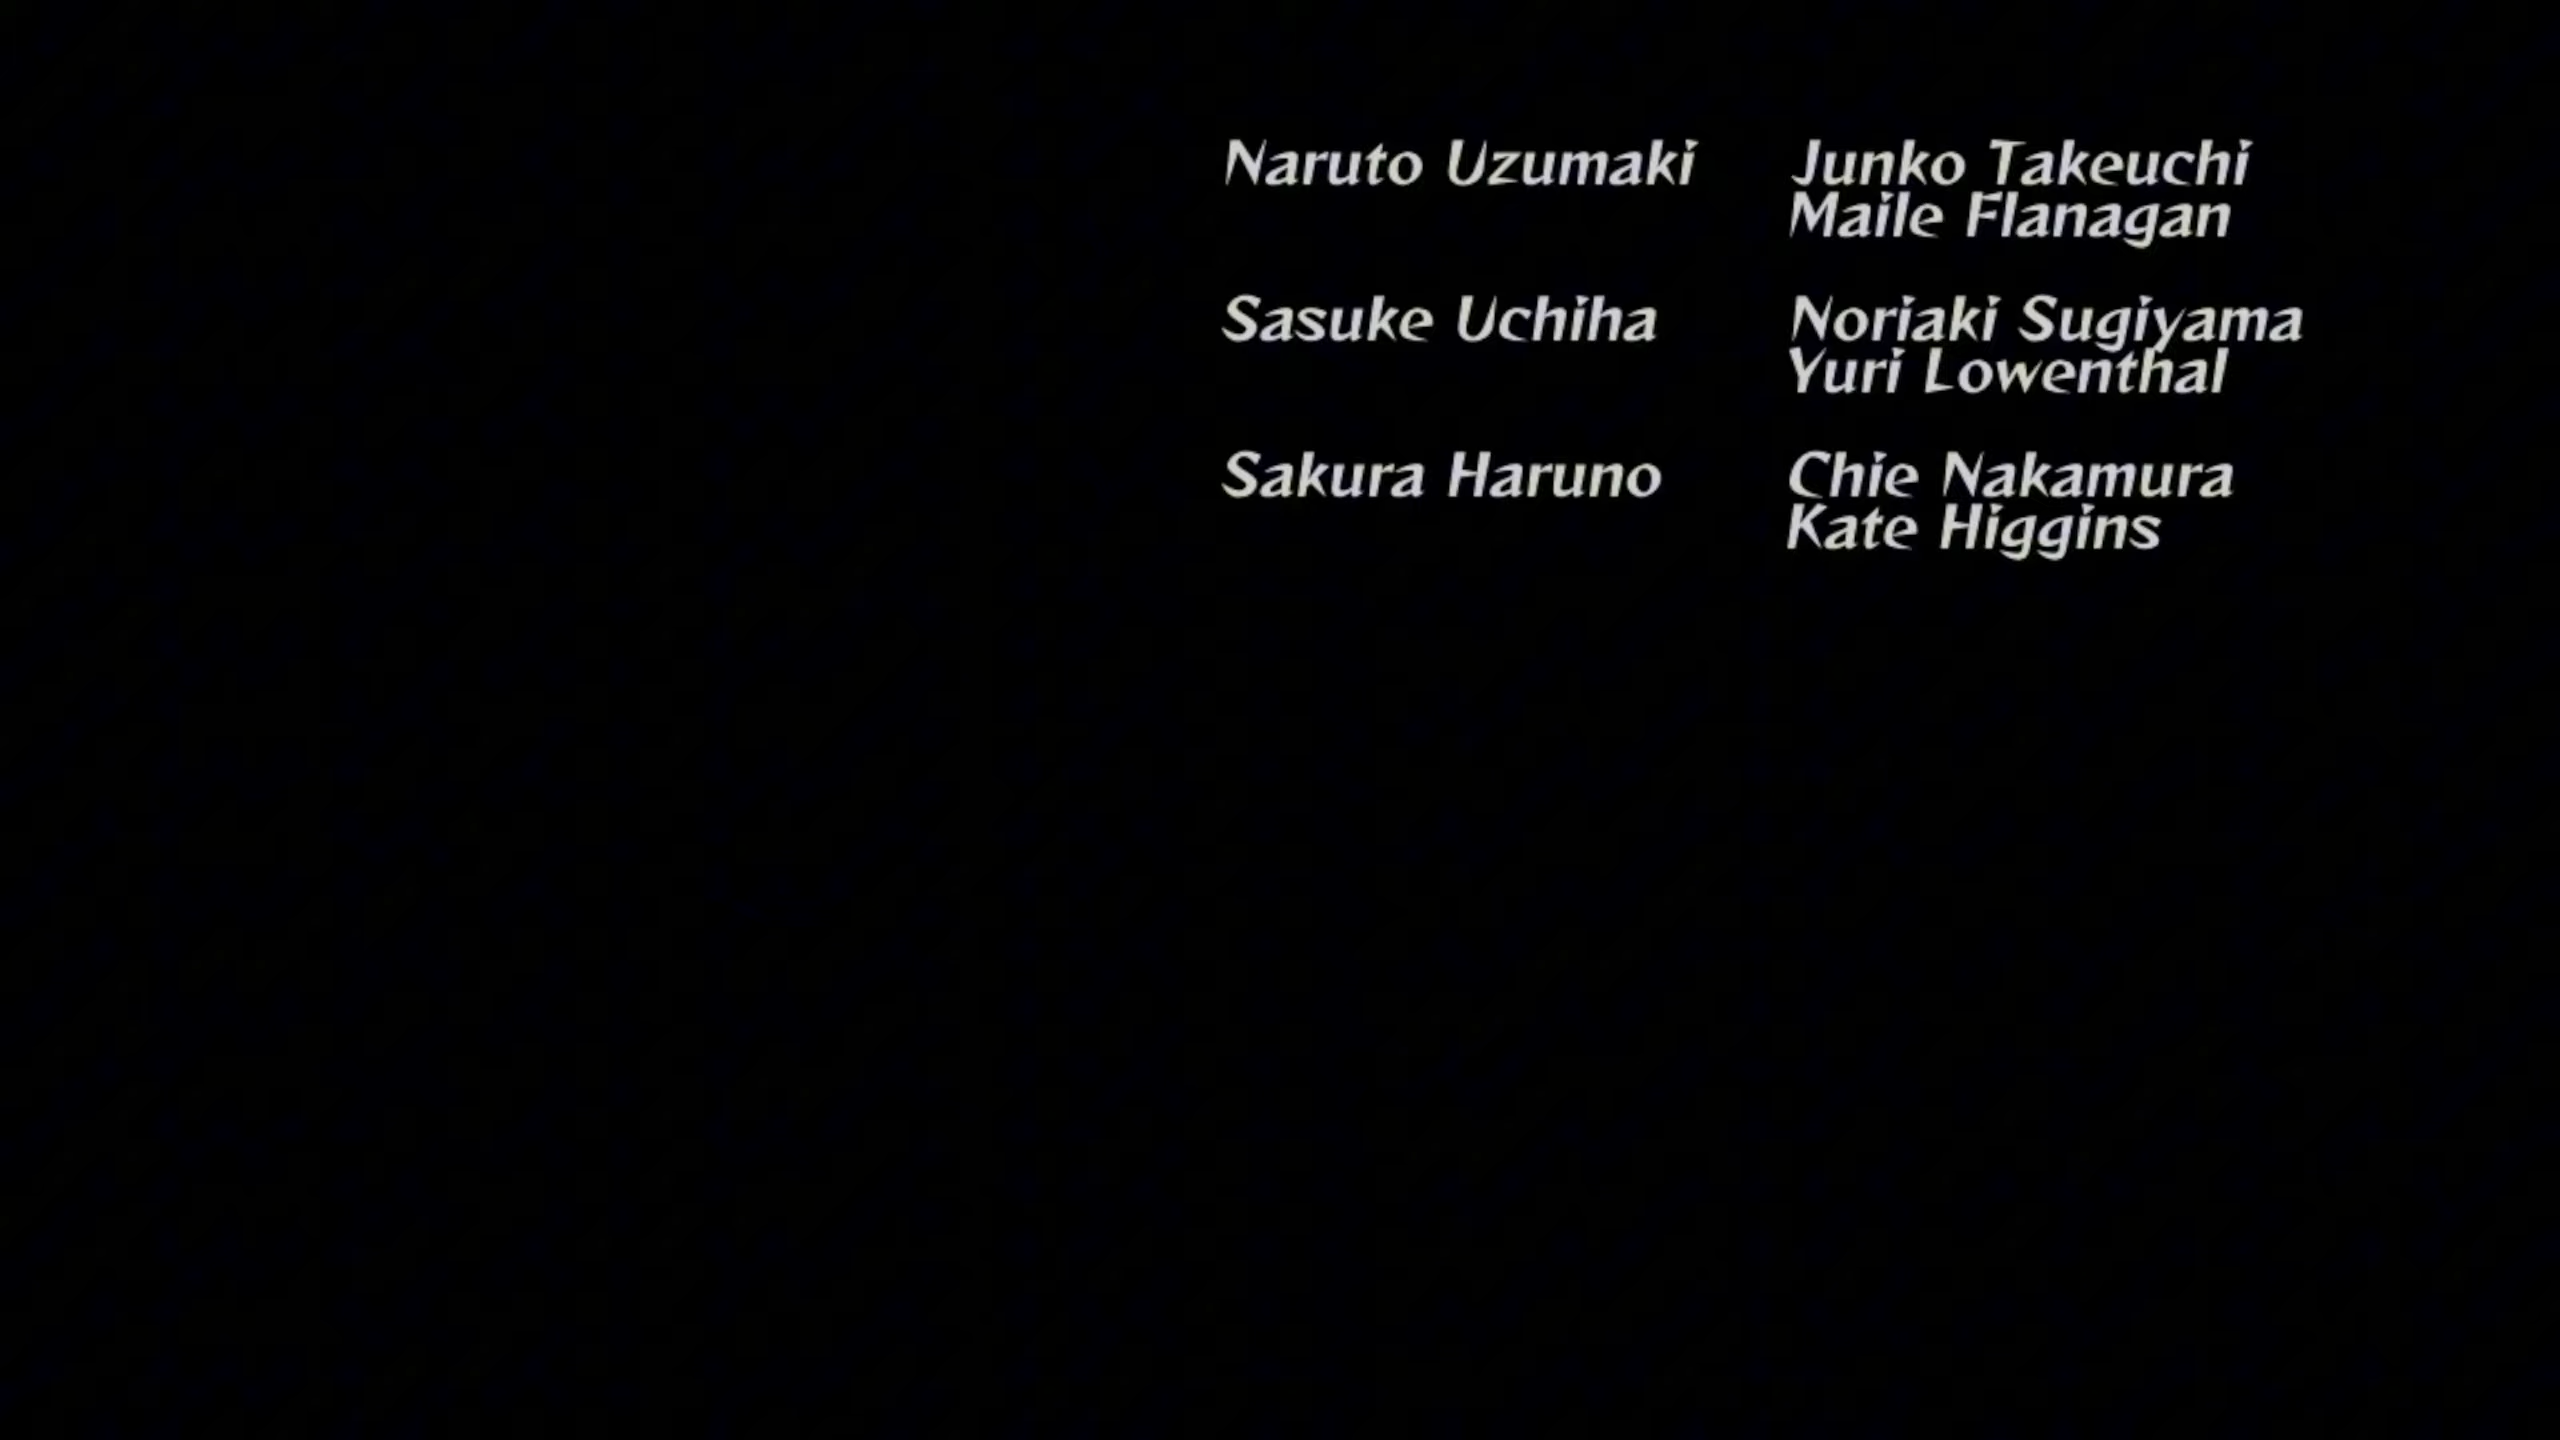 Naruto Uzumaki Junko Takeuchi
Maile Flanagan
Sasuke Uchiha Noriaki Sugiyama
Yuri Lowenthal
Sakura Haruno Chie Nakamura
Kate Higgins